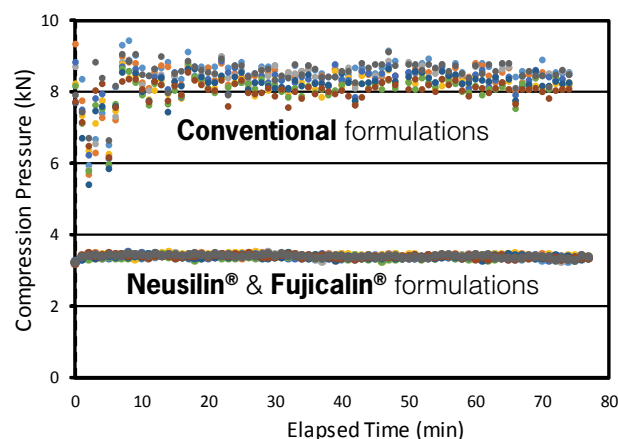 Compression Pressure (kN)
10
8
6
4
2
0
Conventional formulations
Neusilin® & Fujicalin® formulations
0 10 20 30 40 50 60 70 80
Elapsed Time (min)